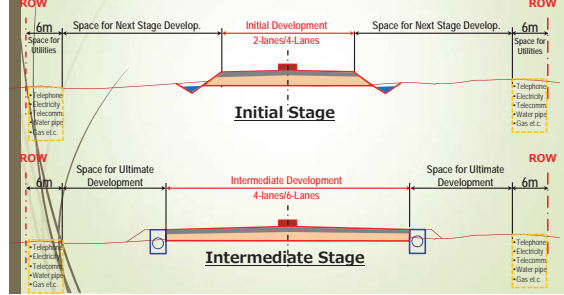 ROW
ROW
6m
Space for Next Stage Develop.
Initial Development
Space for Next Stage Develop.
6m
Space for
Utilities
2-lanes/4-Lanes
Space for
Utilities
•Telephone
•Electricity
•Telecomm.
•Water pipe
•Gas et.c.
•Telephone
•Electricity
•Telecomm.
•Water pipe
•Gas et.c.
Initial Stage
ROW
ROW
6m
Space for Ultimate
Development
Intermediate Development
4-lanes/6-Lanes
Space for Ultimate
Development
6m
•Telephone
•Electricity
•Telecomm.
•Water pipe
•Gas et.c.
•Telephone
•Electricity
•Telecomm.
•Water pipe
•Gas et.c.
Intermediate Stage